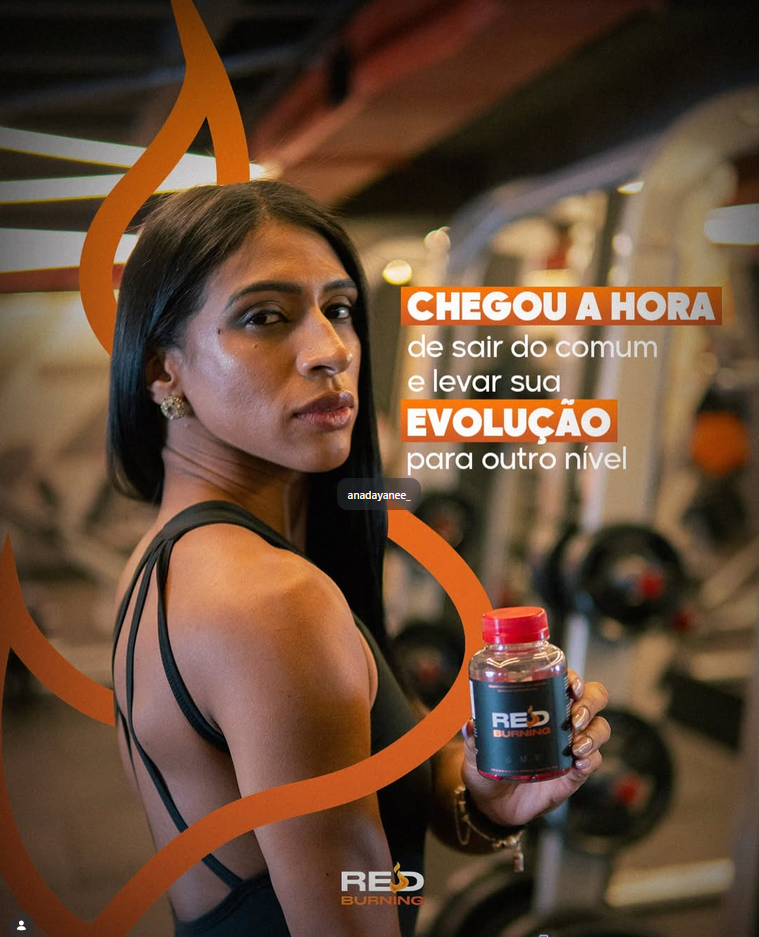 CHEGOU A HORA
de sair do comum
e levar sua
EVOLUÇÃO
para outro nível
anadayanee_
RED
BURNING
RED
BURNING